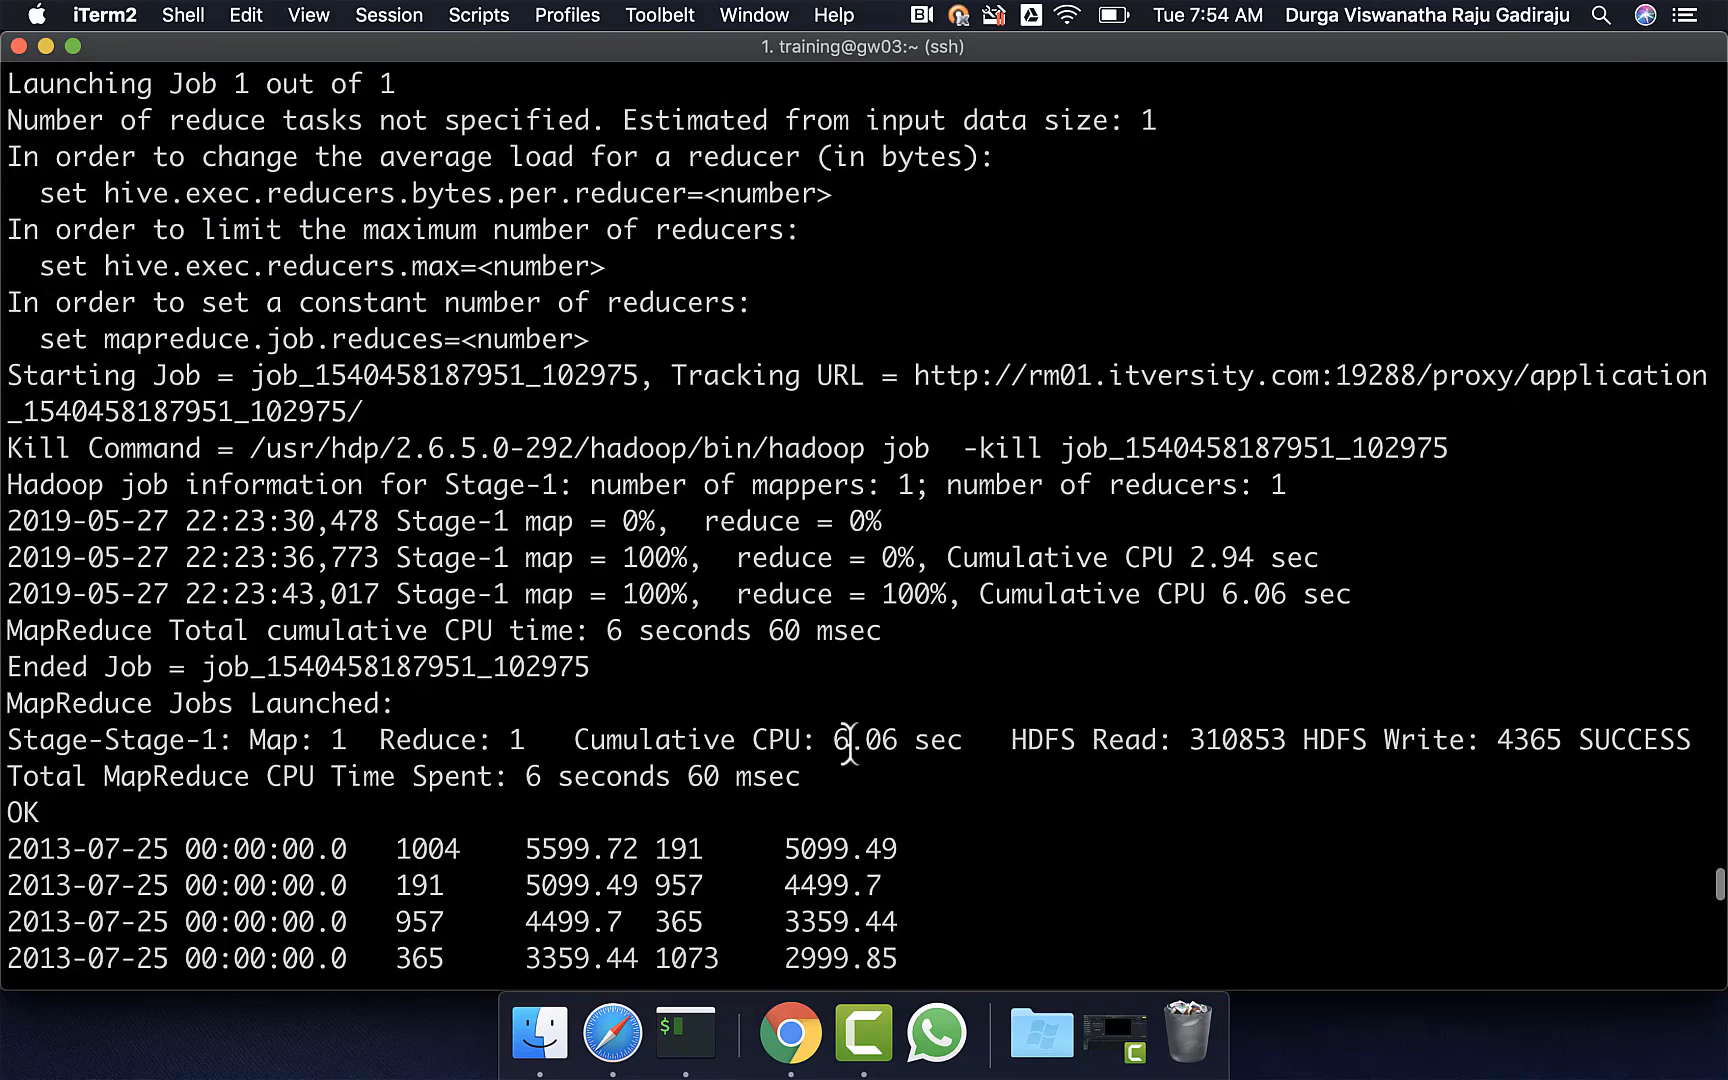 iTerm2 Shell Edit View Session Scripts Profiles Toolbelt Window Help Tue 7:54 AM Durga Viswanatha Raju Gadiraju
1. training@gw03:~ (ssh)
Launching Job 1 out of 1
Number of reduce tasks not specified. Estimated from input data size: 1
In order to change the average load for a reducer (in bytes):
  set hive.exec.reducers.bytes.per.reducer=<number>
In order to limit the maximum number of reducers:
  set hive.exec.reducers.max=<number>
In order to set a constant number of reducers:
  set mapreduce.job.reduces=<number>
Starting Job = job_1540458187951_102975, Tracking URL = http://rm01.itversity.com:19288/proxy/application
_1540458187951_102975/
Kill Command = /usr/hdp/2.6.5.0-292/hadoop/bin/hadoop job  -kill job_1540458187951_102975
Hadoop job information for Stage-1: number of mappers: 1; number of reducers: 1
2019-05-27 22:23:30,478 Stage-1 map = 0%,  reduce = 0%
2019-05-27 22:23:36,773 Stage-1 map = 100%,  reduce = 0%, Cumulative CPU 2.94 sec
2019-05-27 22:23:43,017 Stage-1 map = 100%,  reduce = 100%, Cumulative CPU 6.06 sec
MapReduce Total cumulative CPU time: 6 seconds 60 msec
Ended Job = job_1540458187951_102975
MapReduce Jobs Launched:
Stage-Stage-1: Map: 1  Reduce: 1   Cumulative CPU: 6.06 sec   HDFS Read: 310853 HDFS Write: 4365 SUCCESS
Total MapReduce CPU Time Spent: 6 seconds 60 msec
OK
2013-07-25 00:00:00.0   1004    5599.72 191     5099.49
2013-07-25 00:00:00.0   191     5099.49 957     4499.7
2013-07-25 00:00:00.0   957     4499.7  365     3359.44
2013-07-25 00:00:00.0   365     3359.44 1073    2999.85